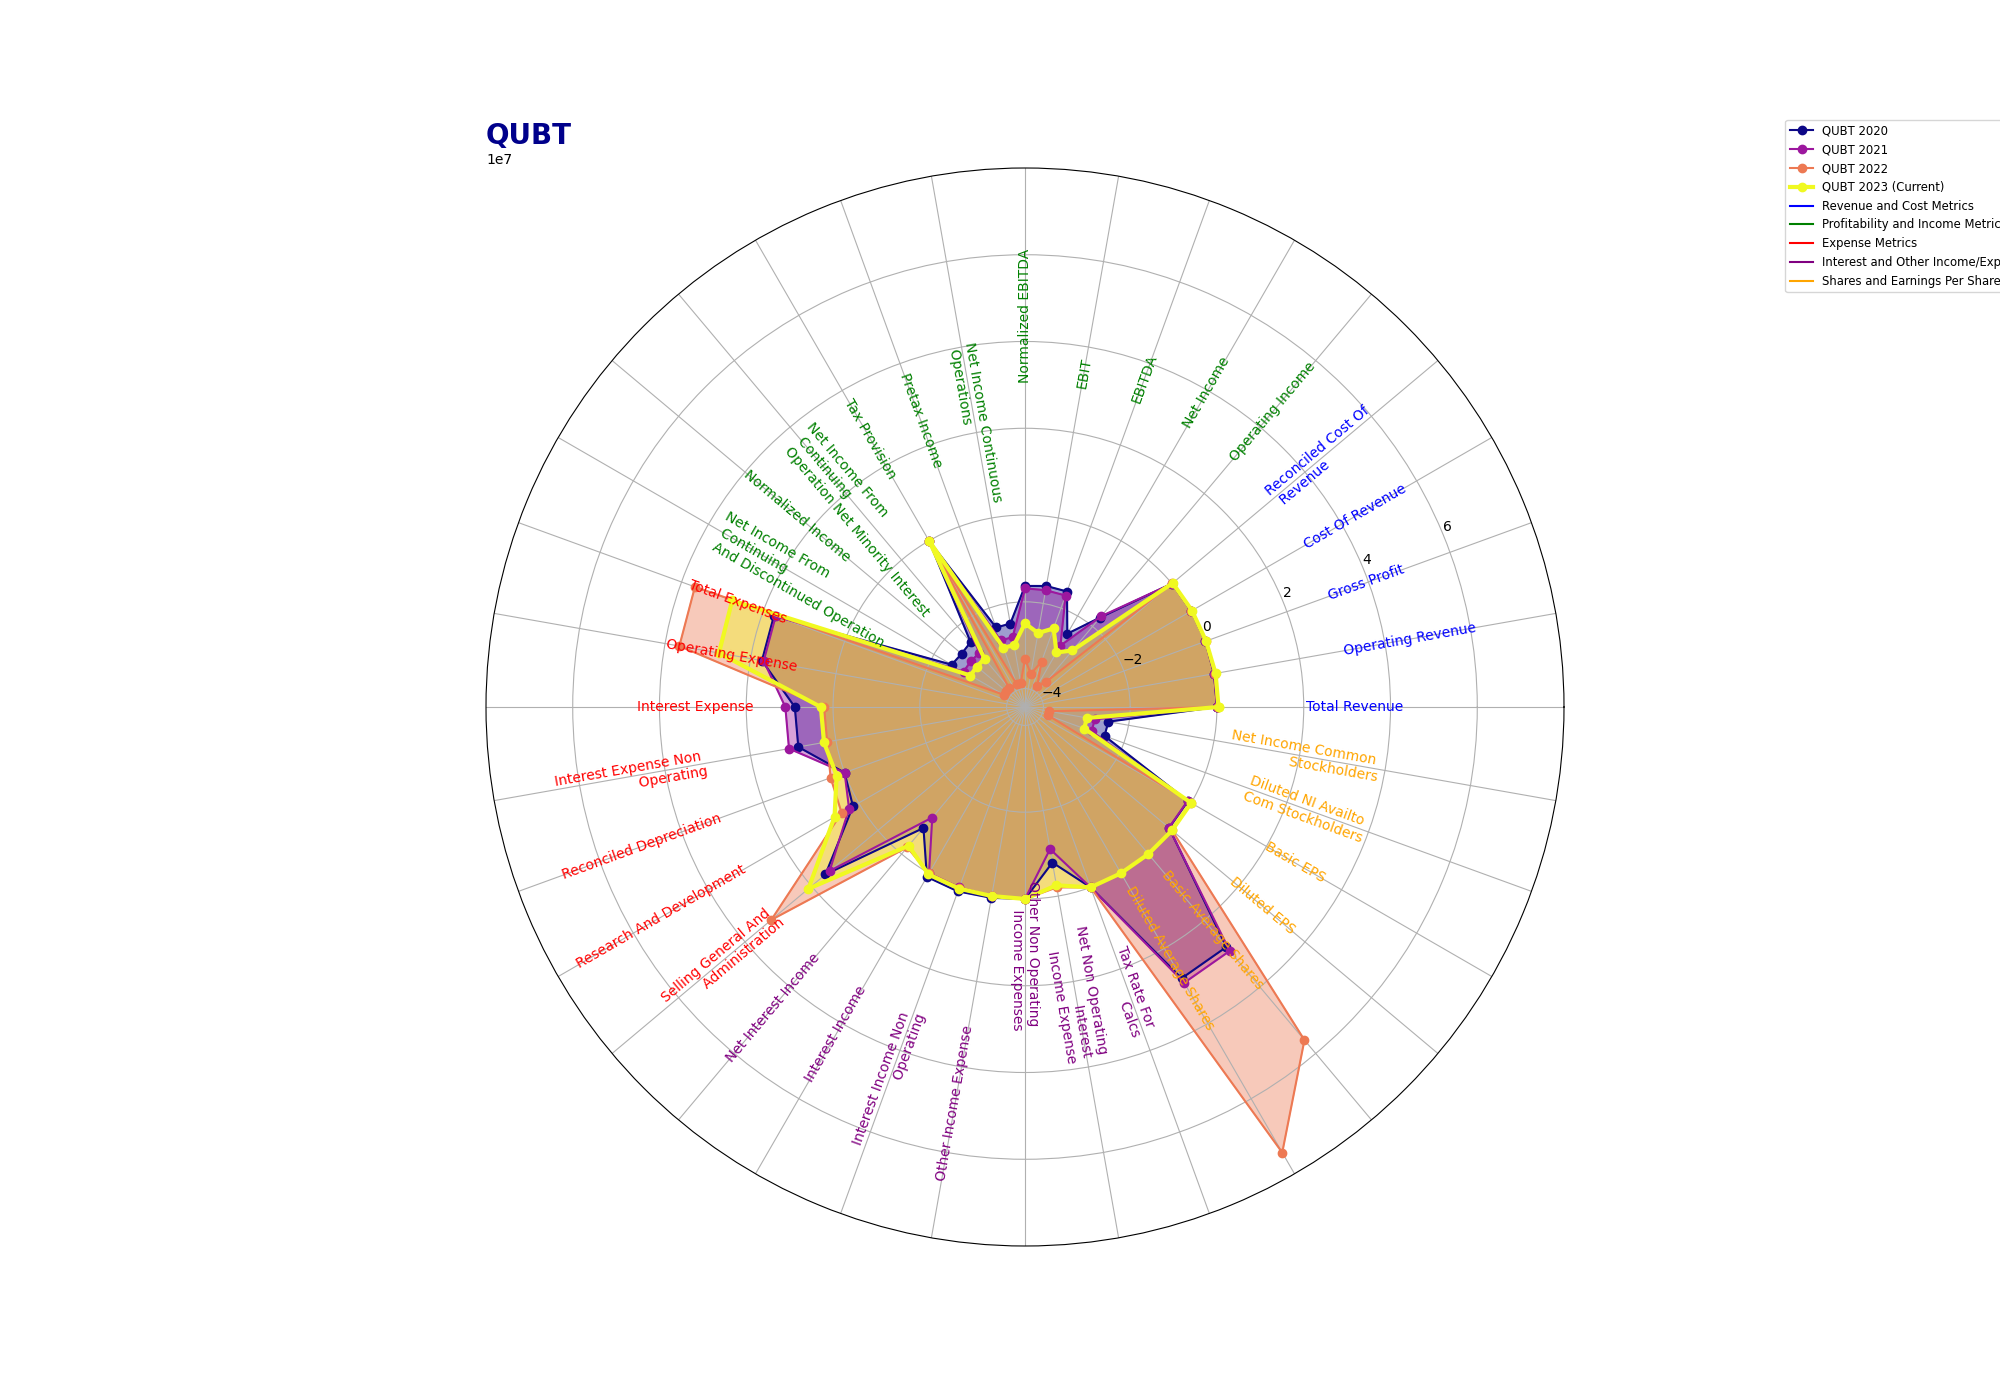 QUBT
1e7
QUBT 2020
QUBT 2021
QUBT 2022
QUBT 2023 (Current)
Revenue and Cost Metrics
Profitability and Income Metric
Expense Metrics
Interest and Other Income/Exp
Shares and Earnings Per Share
Total Revenue
Operating Revenue
Gross Profit
Cost Of Revenue
Reconciled Cost Of
Revenue
Operating Income
Net Income
EBITDA
EBIT
Normalized EBITDA
Net Income Continuous
Operations
Pretax Income
Tax Provision
Net Income From
Continuing
Operation Net Minority Interest
Normalized Income
Net Income From
Continuing
And Discontinued Operation
Total Expenses
Operating Expense
Interest Expense
Interest Expense Non
Operating
Reconciled Depreciation
Research And Development
Selling General And
Administration
Net Interest Income
Interest Income
Interest Income Non
Operating
Other Income Expense
Other Non Operating
Income Expenses
Net Non Operating
Interest
Income Expense
Tax Rate For
Calcs
Diluted Average Shares
Basic Average Shares
Diluted EPS
Basic EPS
Diluted NI Availto
Com Stockholders
Net Income Common
Stockholders
−4
−2
0
2
4
6